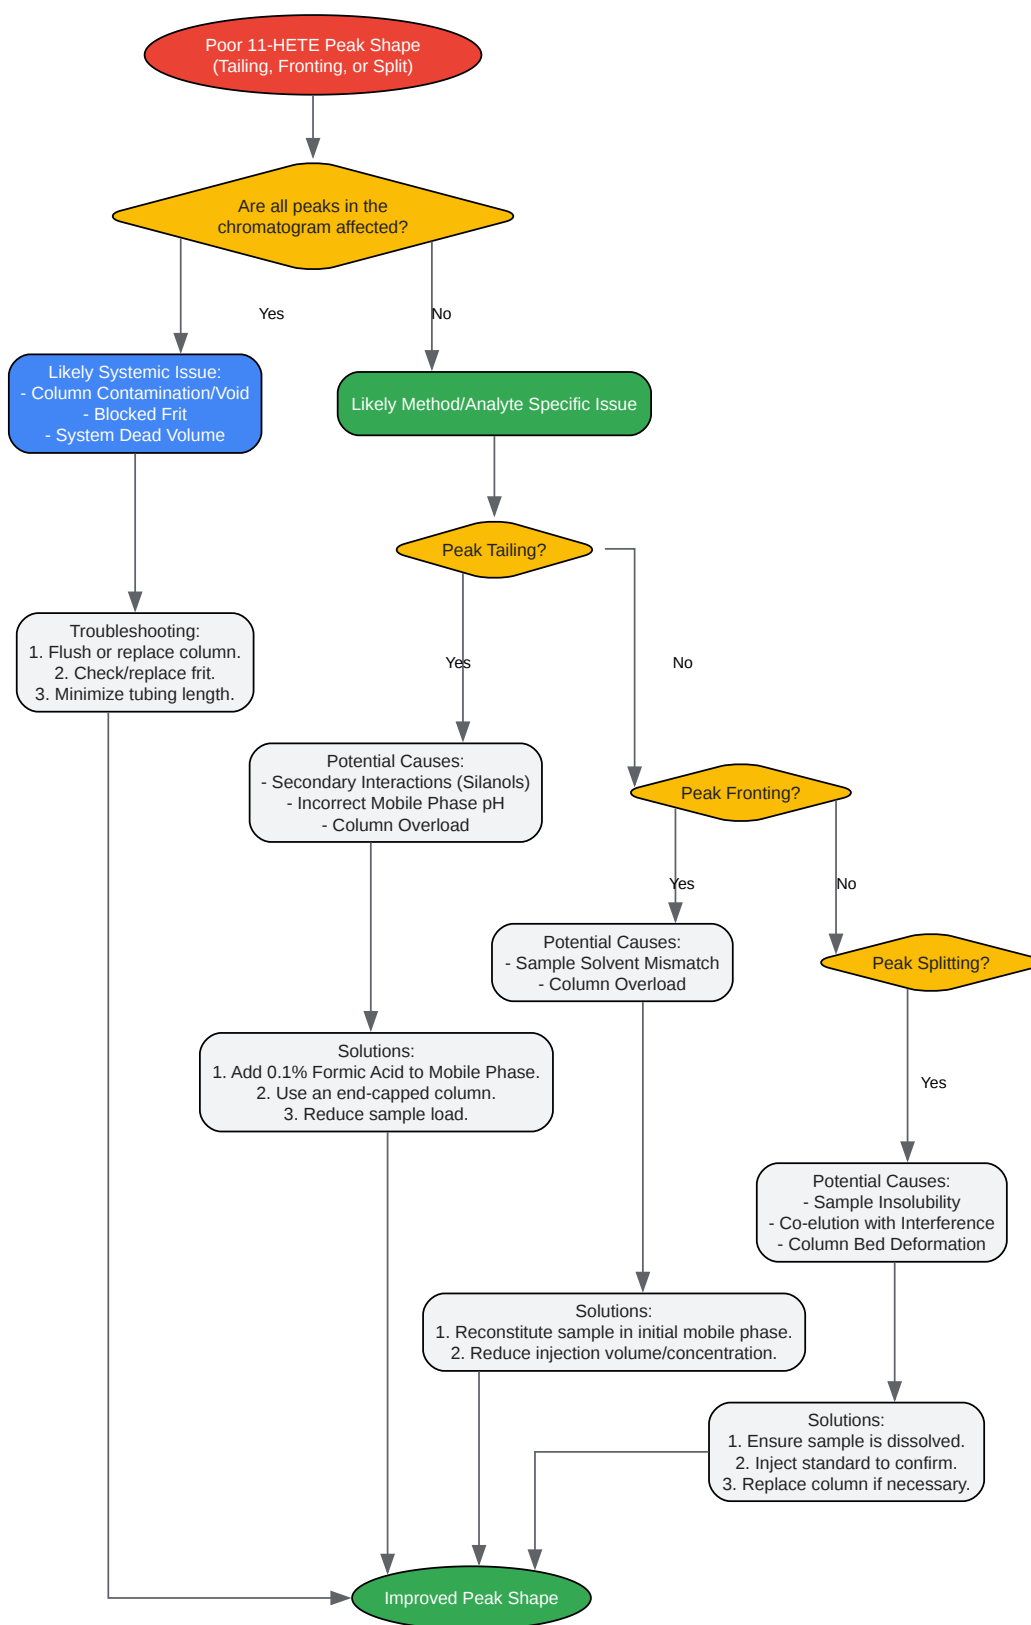 Poor 11-HETE Peak Shape
(Tailing, Fronting, or Split)
Are all peaks in the
chromatogram affected?
Yes
No
Likely Systemic Issue:
- Column Contamination/Void
- Blocked Frit
- System Dead Volume
Likely Method/Analyte Specific Issue
Peak Tailing?
Troubleshooting:
1. Flush or replace column.
2. Check/replace frit.
3. Minimize tubing length.
Yes
No
Potential Causes:
- Secondary Interactions (Silanols)
- Incorrect Mobile Phase pH
- Column Overload
Peak Fronting?
Yes
No
Potential Causes:
- Sample Solvent Mismatch
- Column Overload
Peak Splitting?
Solutions:
1. Add 0.1% Formic Acid to Mobile Phase.
2. Use an end-capped column.
3. Reduce sample load.
Yes
Potential Causes:
- Sample Insolubility
- Co-elution with Interference
- Column Bed Deformation
Solutions:
1. Reconstitute sample in initial mobile phase.
2. Reduce injection volume/concentration.
Solutions:
1. Ensure sample is dissolved.
2. Inject standard to confirm.
3. Replace column if necessary.
Improved Peak Shape